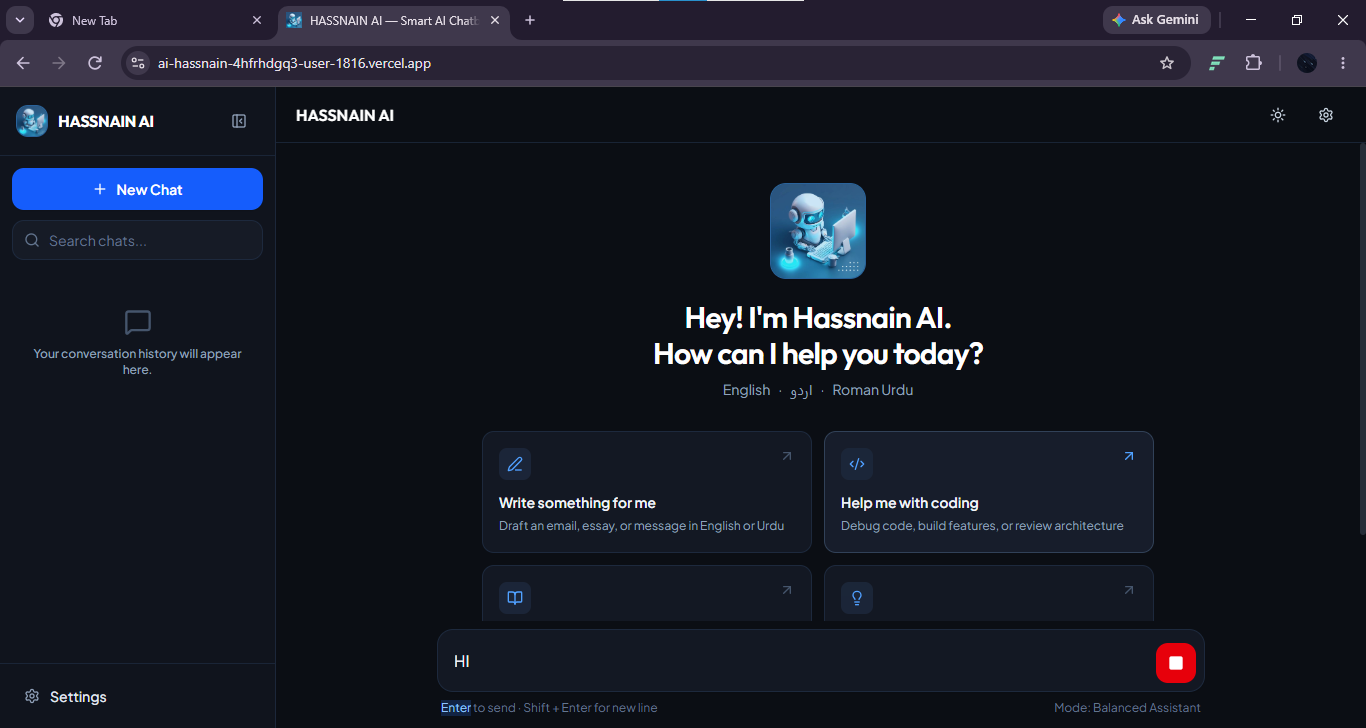 New Tab
HASSNAIN AI — Smart AI Chatb
Ask Gemini
ai-hassnain-4hfrhdgq3-user-1816.vercel.app
HASSNAIN AI
HASSNAIN AI
New Chat
Search chats...
Your conversation history will appear
here.
Settings
Hey! I'm Hassnain AI.
How can I help you today?
English · اردو · Roman Urdu
Write something for me
Draft an email, essay, or message in English or Urdu
Help me with coding
Debug code, build features, or review architecture
HI
Enter to send · Shift + Enter for new line
Mode: Balanced Assistant